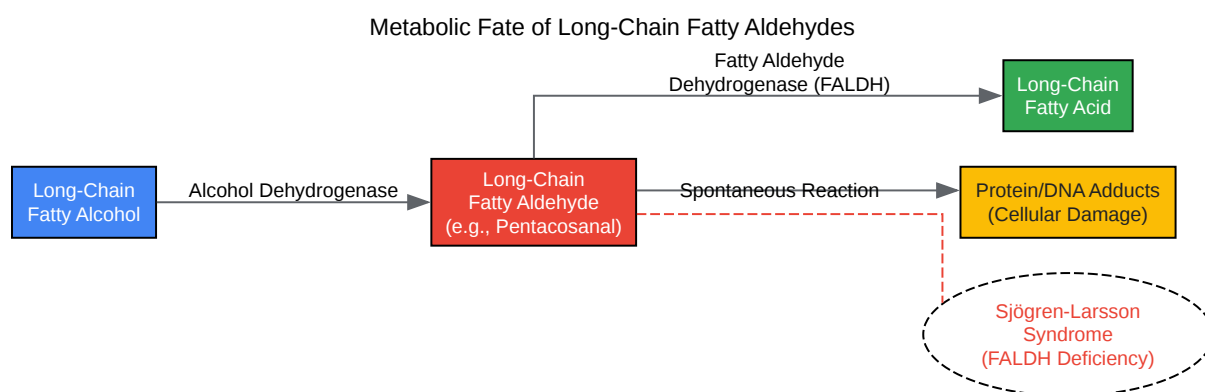 Metabolic Fate of Long-Chain Fatty Aldehydes
Fatty Aldehyde
Dehydrogenase (FALDH)
Long-Chain
Fatty Acid
Long-Chain
Fatty Alcohol
Alcohol Dehydrogenase
Long-Chain
Fatty Aldehyde
(e.g., Pentacosanal)
Spontaneous Reaction
Protein/DNA Adducts
(Cellular Damage)
Sjögren-Larsson
Syndrome
(FALDH Deficiency)